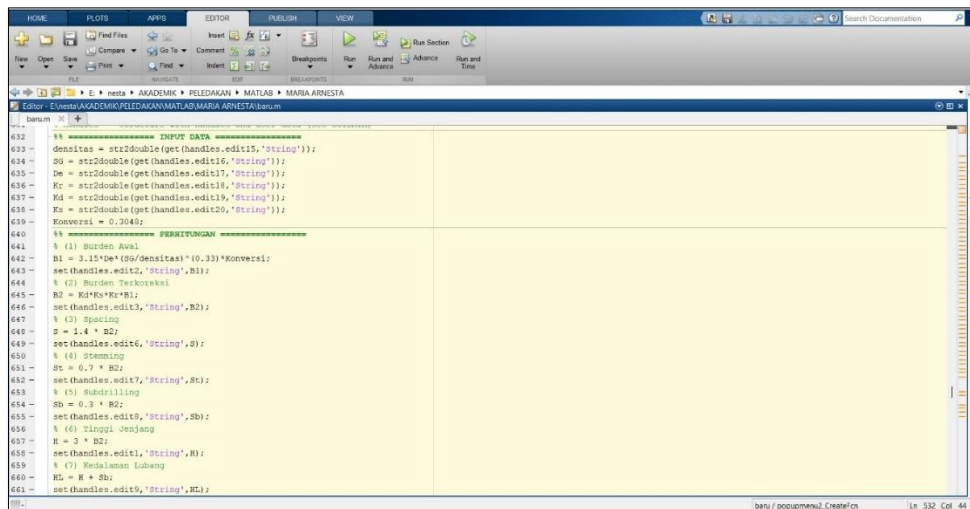 HOME PLOTS APPS EDITOR PUBLISH VIEW Search Documentation
Find Files Insert fx
Compare Go To Comment Breakpoints Run Run and Advance Run Section Advance Run and Time
New Open Save Print Find Indent
FILE NAVIGATE EDIT BREAKPOINTS RUN
E: nesta AKADEMIK PELEDAKAN MATLAB MARIA ARNESTA
Editor - E:\nesta\AKADEMIK\PELEDAKAN\MATLAB\MARIA ARNESTA\baru.m
baru.m
632 %% ================= INPUT DATA =================
633 densitas = str2double(get(handles.edit15,'String'));
634 SG = str2double(get(handles.edit16,'String'));
635 De = str2double(get(handles.edit17,'String'));
636 Kr = str2double(get(handles.edit18,'String'));
637 Kd = str2double(get(handles.edit19,'String'));
638 Ks = str2double(get(handles.edit20,'String'));
639 Konversi = 0.3048;
640 %% ================= PERHITUNGAN =================
641 % (1) Burden Awal
642 B1 = 3.15*De*(SG/densitas)^(0.33)*Konversi;
643 set(handles.edit2,'String',B1);
644 % (2) Burden Terkoreksi
645 B2 = Kd*Ks*Kr*B1;
646 set(handles.edit3,'String',B2);
647 % (3) Spacing
648 S = 1.4 * B2;
649 set(handles.edit6,'String',S);
650 % (4) Stemming
651 St = 0.7 * B2;
652 set(handles.edit7,'String',St);
653 % (5) Subdrilling
654 Sb = 0.3 * B2;
655 set(handles.edit8,'String',Sb);
656 % (6) Tinggi Jenjang
657 H = 3 * B2;
658 set(handles.edit1,'String',H);
659 % (7) Kedalaman Lubang
660 HL = H + Sb;
661 set(handles.edit9,'String',HL);
baru / popupmenu2_CreateFcn Ln 532 Col 44